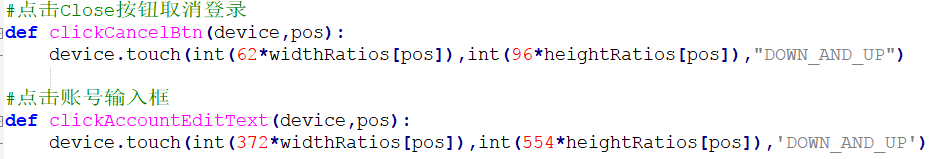 #点击Close按钮取消登录
def clickCancelBtn(device,pos):
    device.touch(int(62*widthRatios[pos]),int(96*heightRatios[pos]),"DOWN_AND_UP")
#点击账号输入框
def clickAccountEditText(device,pos):
    device.touch(int(372*widthRatios[pos]),int(554*heightRatios[pos]),'DOWN_AND_UP')